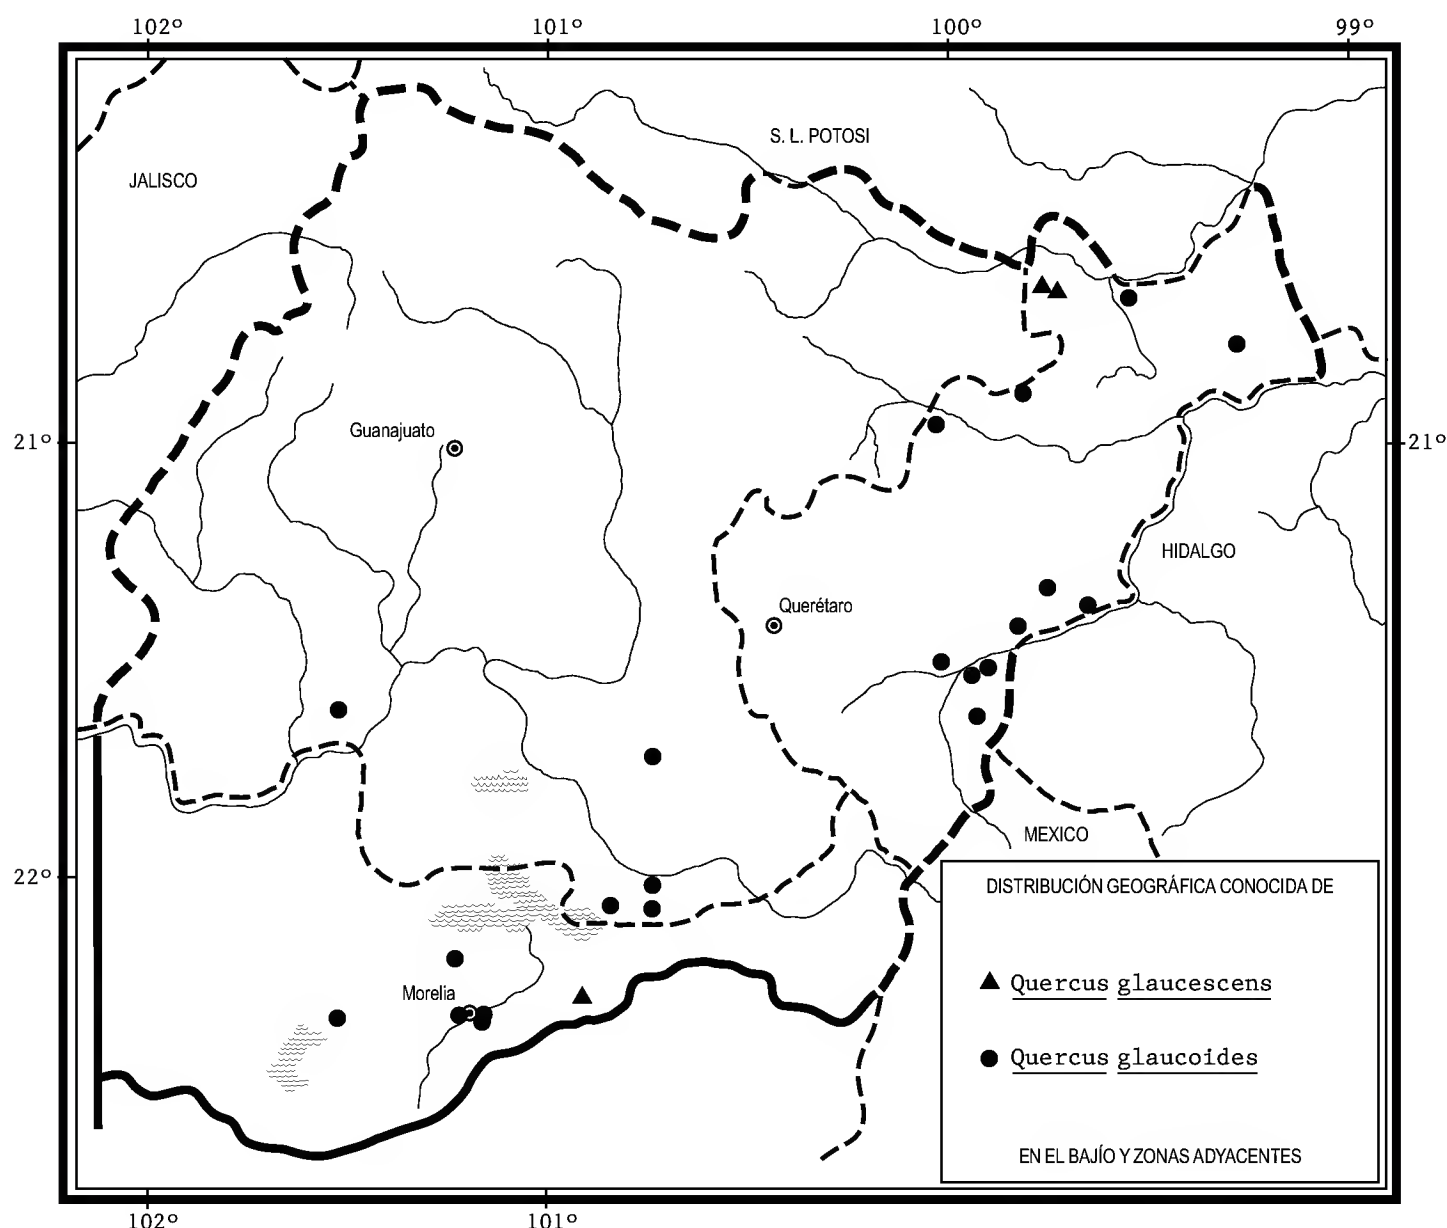 102º 101º 100º 99º
S. L. POTOSI
JALISCO
Guanajuato
21º 21º
HIDALGO
Querétaro
MEXICO
22º
DISTRIBUCIÓN GEOGRÁFICA CONOCIDA DE
Quercus glaucescens
Morelia
Quercus glaucoides
EN EL BAJÍO Y ZONAS ADYACENTES
102º 101º